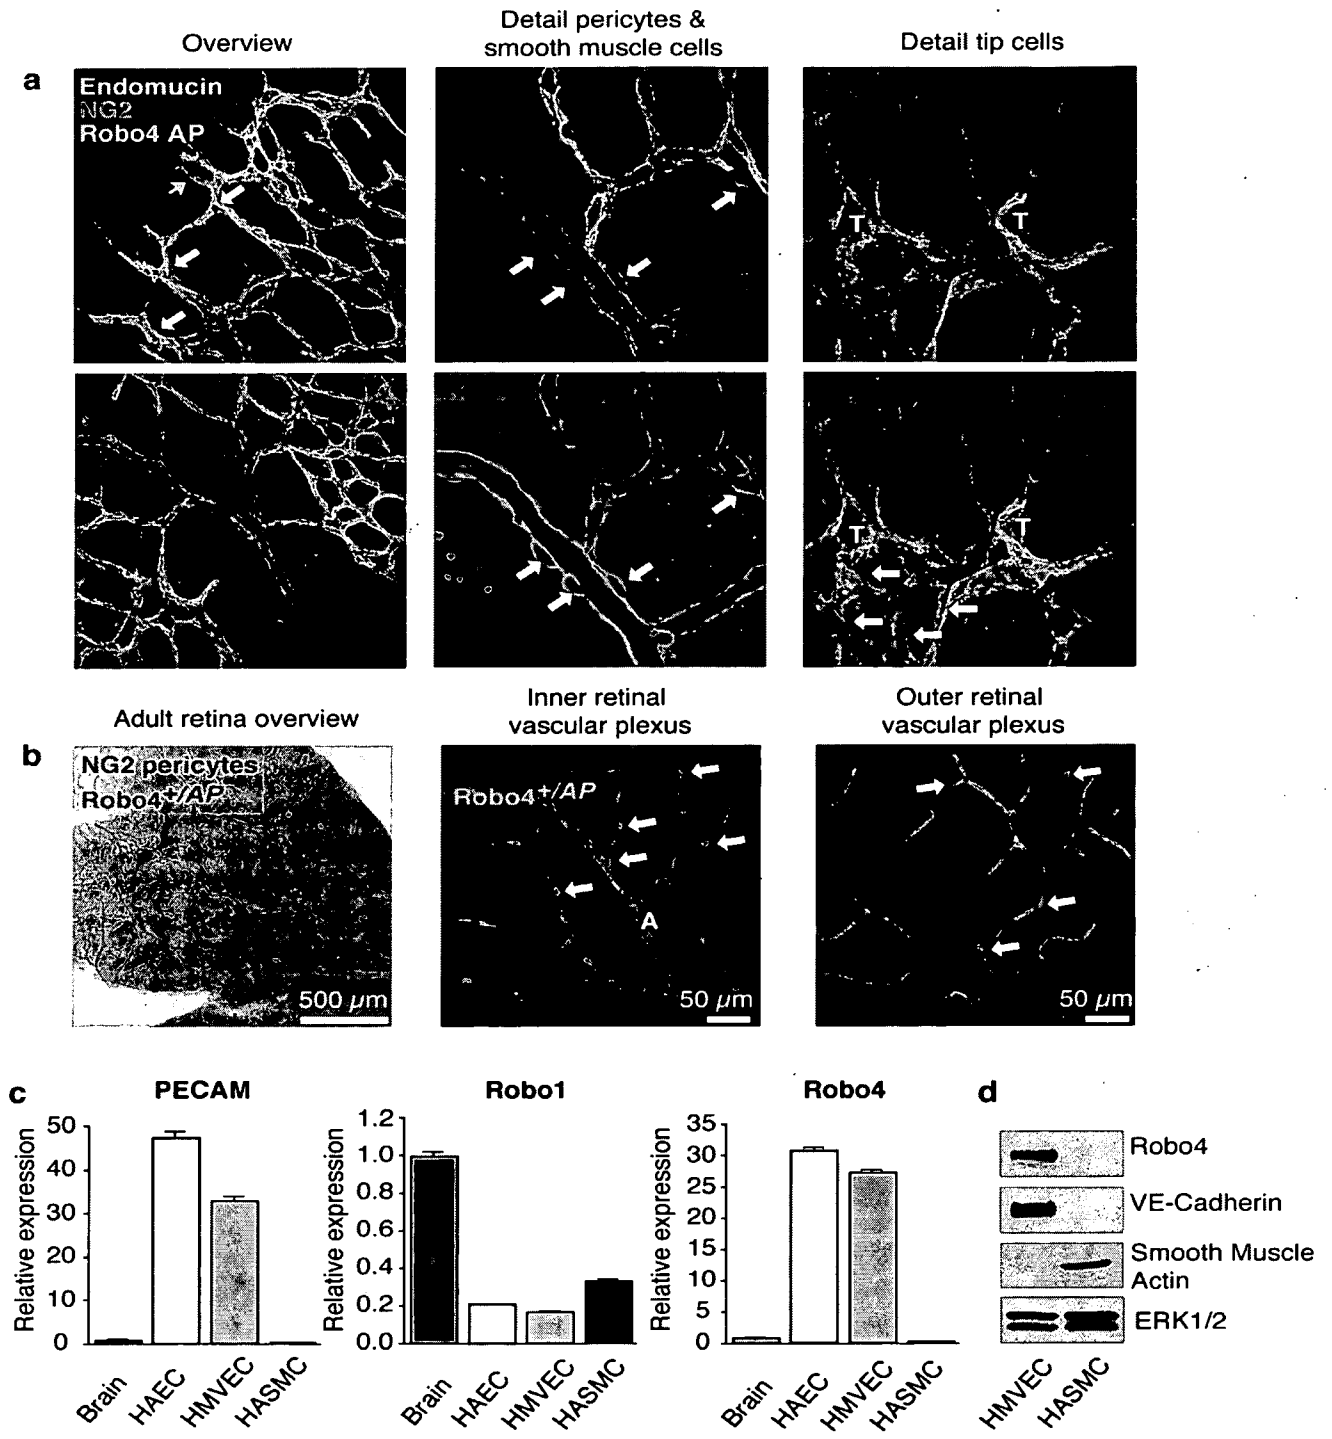 Overview
Detail pericytes &
smooth muscle cells
Detail tip cells
a
Endomucin
NG2
Robo4 AP
T
T
T
T
Adult retina overview
Inner retinal
vascular plexus
Outer retinal
vascular plexus
b
NG2 pericytes
Robo4+/AP
500 µm
Robo4+/AP
A
50 µm
50 µm
c
PECAM
Relative expression
50
40
30
20
10
0
Brain
HAEC
HMVEC
HASMC
Robo1
Relative expression
1.2
1.0
0.8
0.6
0.4
0.2
0.0
Brain
HAEC
HMVEC
HASMC
Robo4
Relative expression
35
30
25
20
15
10
5
0
Brain
HAEC
HMVEC
HASMC
d
Robo4
VE-Cadherin
Smooth Muscle
Actin
ERK1/2
HMVEC
HASMC